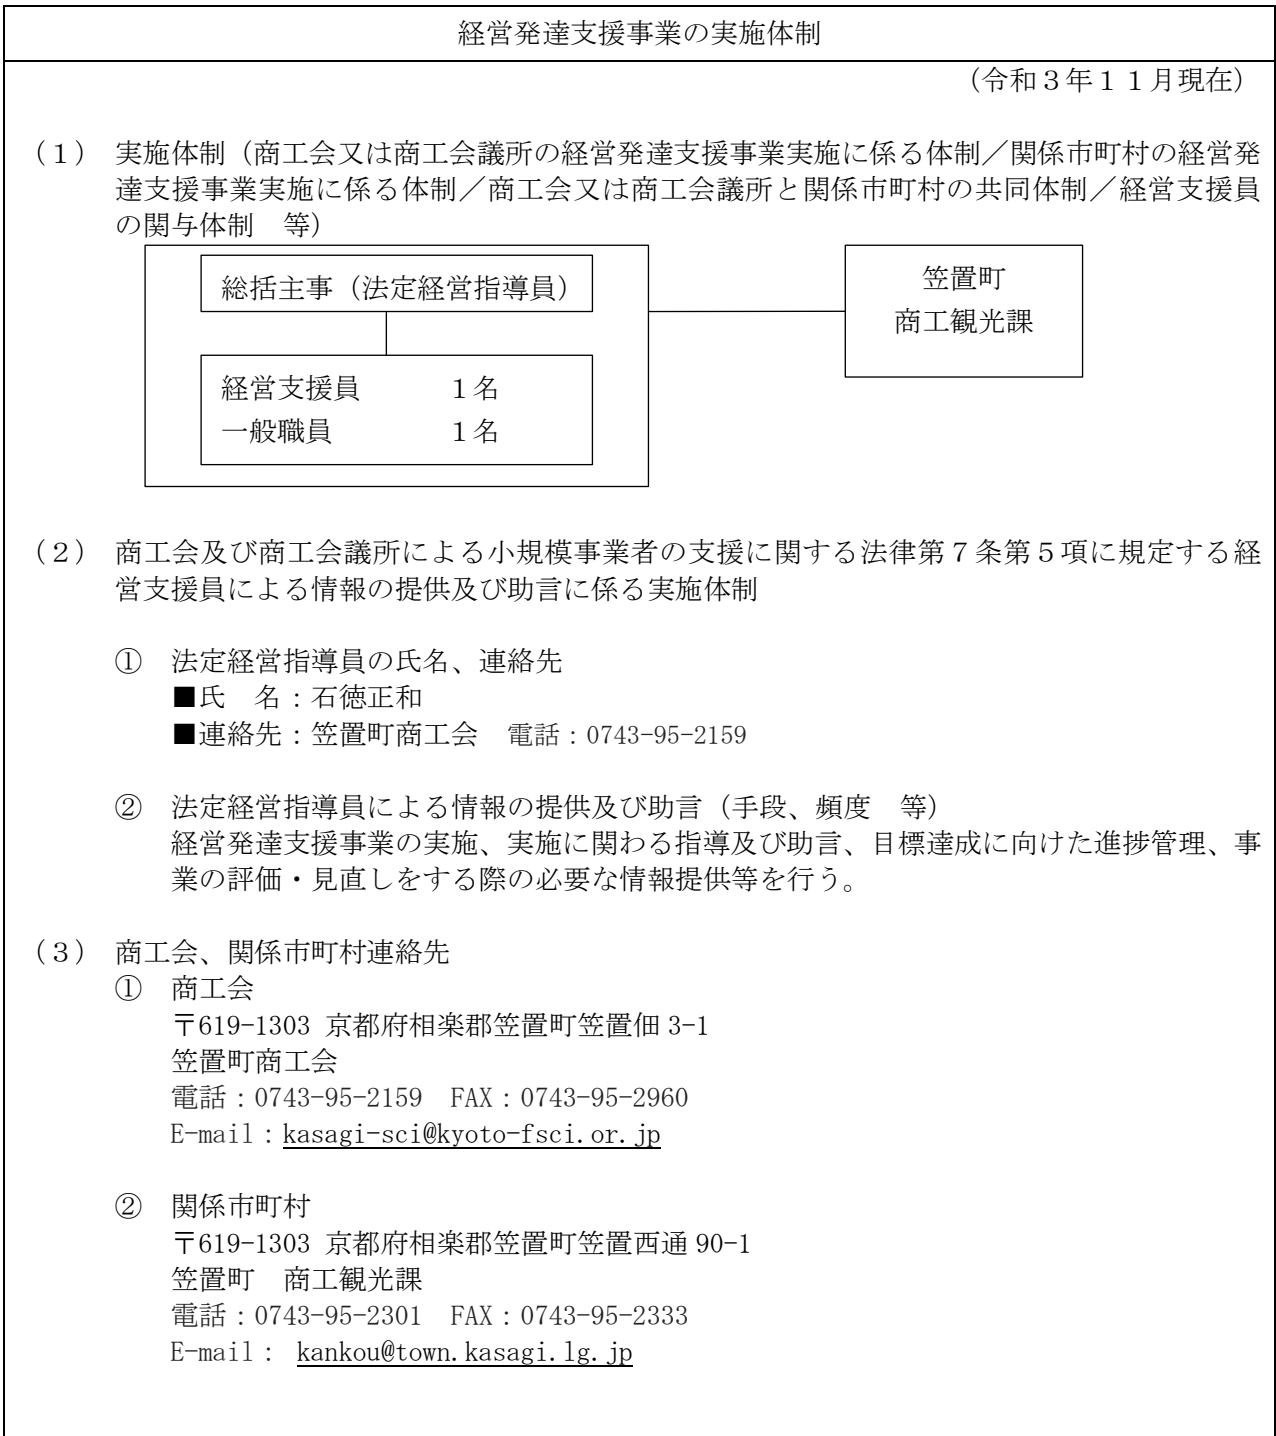 経営発達支援事業の実施体制
（令和３年１１月現在）
（１）　実施体制（商工会又は商工会議所の経営発達支援事業実施に係る体制／関係市町村の経営発
達支援事業実施に係る体制／商工会又は商工会議所と関係市町村の共同体制／経営支援員
の関与体制　等）
総括主事（法定経営指導員）
経営支援員　　　１名
一般職員　　　　１名
笠置町
商工観光課
（２）　商工会及び商工会議所による小規模事業者の支援に関する法律第７条第５項に規定する経
営支援員による情報の提供及び助言に係る実施体制
①　法定経営指導員の氏名、連絡先
■氏　名：石徳正和
■連絡先：笠置町商工会　電話：0743-95-2159
②　法定経営指導員による情報の提供及び助言（手段、頻度　等）
経営発達支援事業の実施、実施に関わる指導及び助言、目標達成に向けた進捗管理、事
業の評価・見直しをする際の必要な情報提供等を行う。
（３）　商工会、関係市町村連絡先
①　商工会
〒619-1303 京都府相楽郡笠置町笠置佃 3-1
笠置町商工会
電話：0743-95-2159　FAX：0743-95-2960
E-mail：kasagi-sci@kyoto-fsci.or.jp
②　関係市町村
〒619-1303 京都府相楽郡笠置町笠置西通 90-1
笠置町　商工観光課
電話：0743-95-2301　FAX：0743-95-2333
E-mail： kankou@town.kasagi.lg.jp